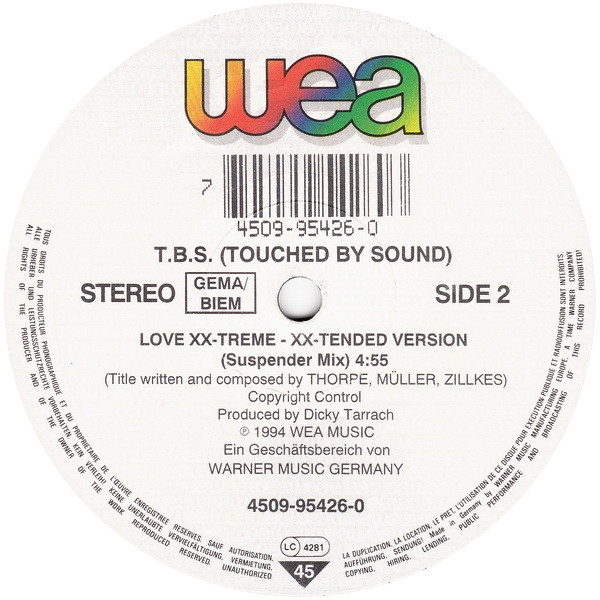 wea
7
4509-95426-0
T.B.S. (TOUCHED BY SOUND)
STEREO GEMA/ BIEM SIDE 2
LOVE XX-TREME - XX-TENDED VERSION
(Suspender Mix) 4:55
(Title written and composed by THORPE, MÜLLER, ZILLKES)
Copyright Control
Produced by Dicky Tarrach
℗ 1994 WEA MUSIC
Ein Geschäftsbereich von
WARNER MUSIC GERMANY
4509-95426-0
LC 4281
45
TOUS DROITS DU PRODUCTEUR PHONOGRAPHIQUE ET DU PROPRIETAIRE DE L'ŒUVRE ENREGISTREE RESERVES. SAUF AUTORISATION,
ALLE URHEBER UND LEISTUNGSSCHUTZRECHTE VORBEHALTEN KEIN VERLEIH! KEINE UNERLAUBTE VERVIELFÄLTIGUNG, VERMIETUNG,
ALL RIGHTS OF THE PRODUCER AND OF THE OWNER OF THE WORK REPRODUCED RESERVED. UNAUTHORIZED
LA DUPLICATION, LA LOCATION, LE PRET, L'UTILISATION DE CE DISQUE POUR EXECUTION PUBLIQUE ET RADIODIFFUSION SONT INTERDITS.
AUFFÜHRUNG, SENDUNG! Made in Germany by WARNER MUSIC MANUFACTURING EUROPE. A TIME WARNER COMPANY
COPYING, HIRING, LENDING, PUBLIC PERFORMANCE AND BROADCASTING OF THIS RECORD PROHIBITED!